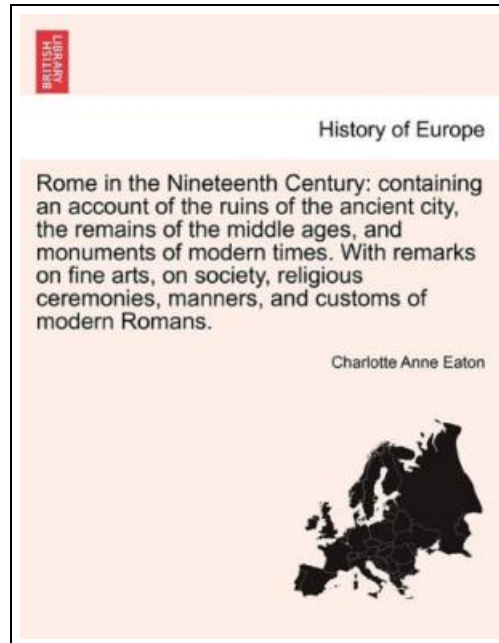 BRITISH
LIBRARY
History of Europe
Rome in the Nineteenth Century: containing
an account of the ruins of the ancient city,
the remains of the middle ages, and
monuments of modern times. With remarks
on fine arts, on society, religious
ceremonies, manners, and customs of
modern Romans.
Charlotte Anne Eaton